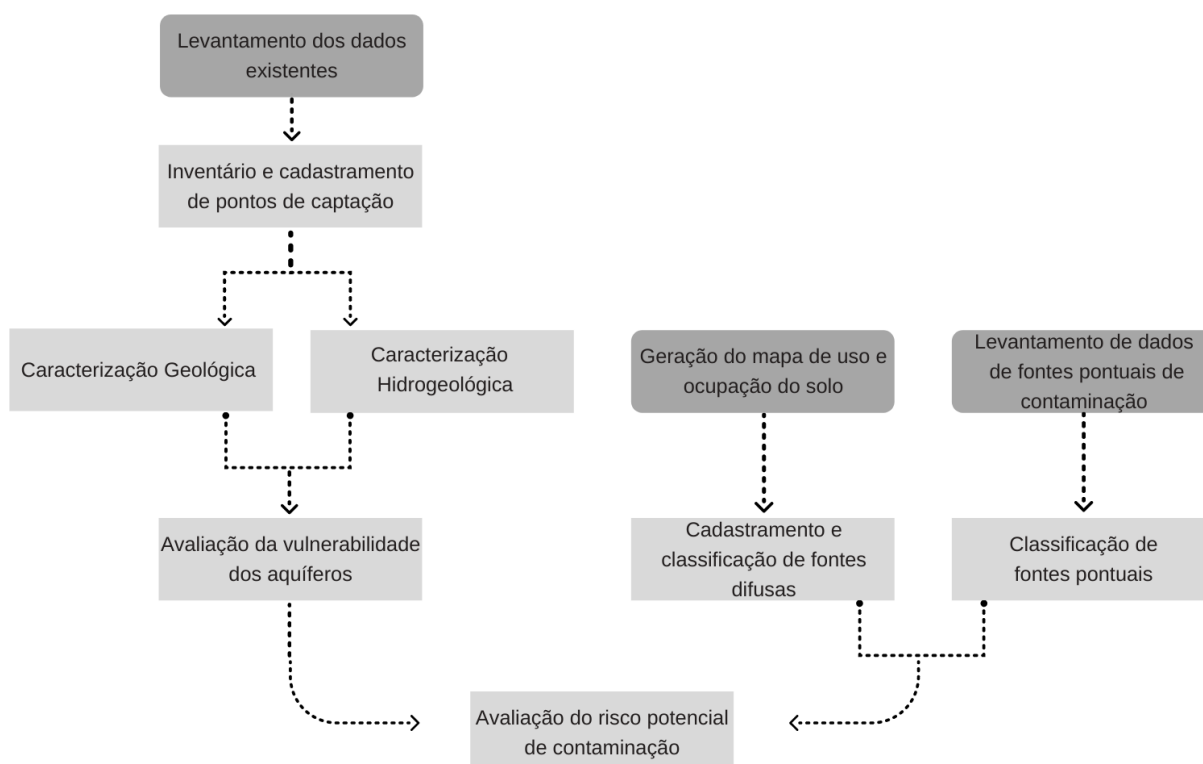 Levantamento dos dados
existentes
Inventário e cadastramento
de pontos de captação
Caracterização Geológica
Caracterização
Hidrogeológica
Geração do mapa de uso e
ocupação do solo
Levantamento de dados
de fontes pontuais de
contaminação
Avaliação da vulnerabilidade
dos aquíferos
Cadastramento e
classificação de fontes
difusas
Classificação de
fontes pontuais
Avaliação do risco potencial
de contaminação